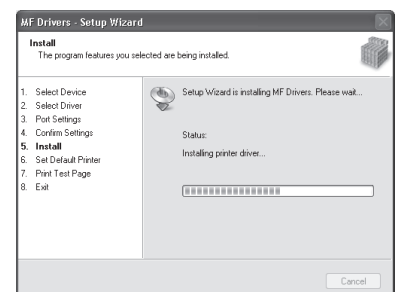 MF Drivers - Setup Wizard
Install
The program features you selected are being installed.
1. Select Device
2. Select Driver
3. Port Settings
4. Confirm Settings
5. Install
6. Set Default Printer
7. Print Test Page
8. Exit
Setup Wizard is installing MF Drivers. Please wait...
Status:
Installing printer driver...
Cancel